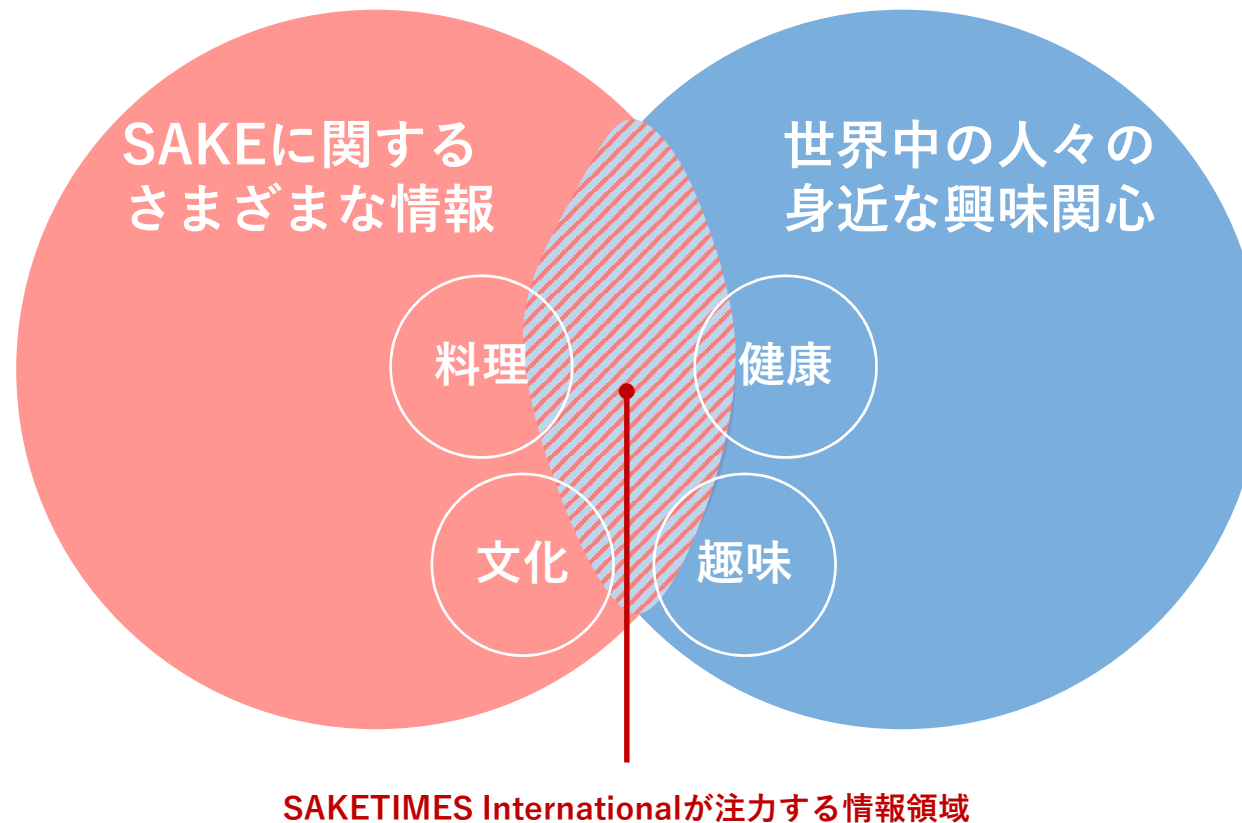 SAKEに関する
さまざまな情報
世界中の人々の
身近な興味関心
料理
健康
文化
趣味
SAKETIMES Internationalが注力する情報領域